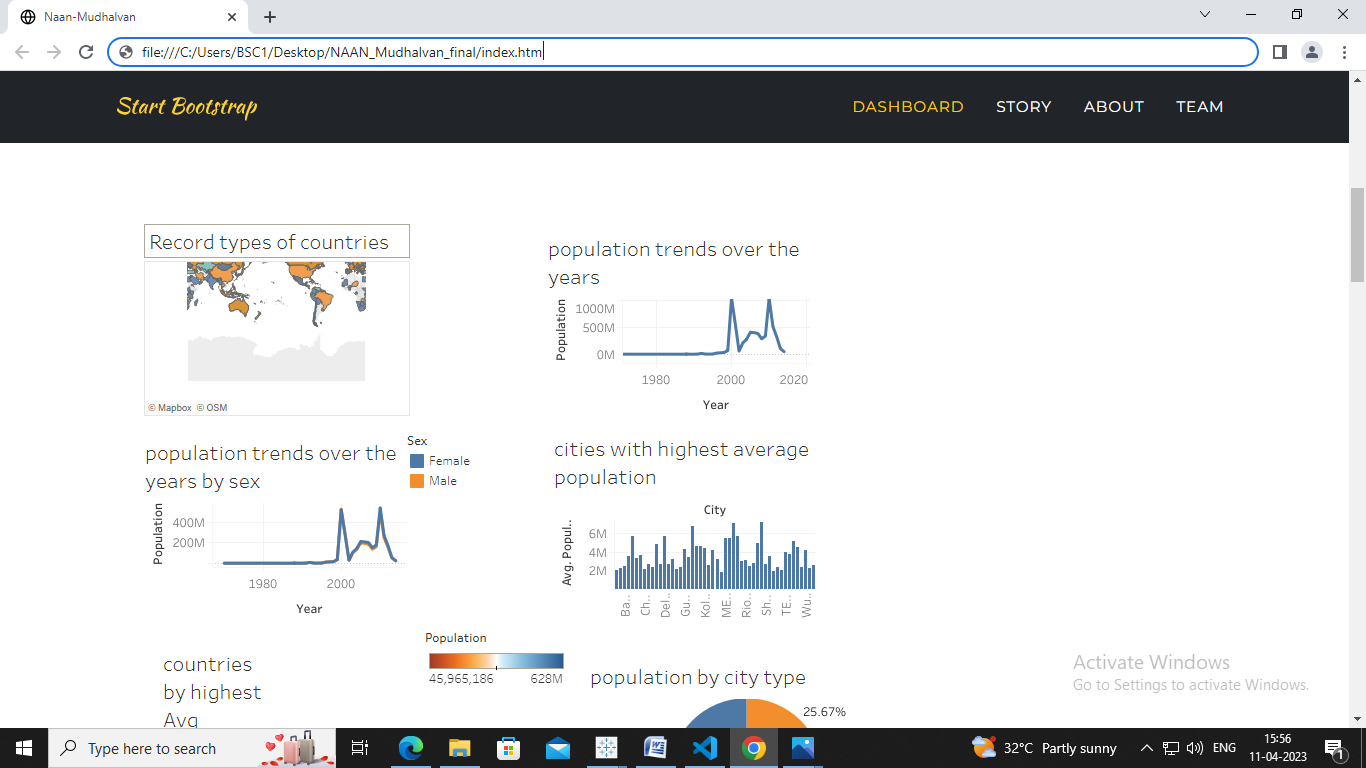 Naan-Mudhalvan
file:///C:/Users/BSC1/Desktop/NAAN_Mudhalvan_final/index.htm
Start Bootstrap
DASHBOARD STORY ABOUT TEAM
Record types of countries
© Mapbox © OSM
population trends over the
years
Population
1000M
500M
0M
1980 2000 2020
Year
population trends over the
years by sex
Sex
Female
Male
Population
400M
200M
1980 2000
Year
cities with highest average
population
City
Avg. Popul..
6M
4M
2M
Ba.. Ch.. Del.. Gu.. Kol.. ME.. Rio.. Sh.. TE.. Wu..
Population
45,965,186 628M
countries
by highest
Avg
population by city type
25.67%
Activate Windows
Go to Settings to activate Windows.
Type here to search
32°C Partly sunny
ENG
15:56
11-04-2023
1